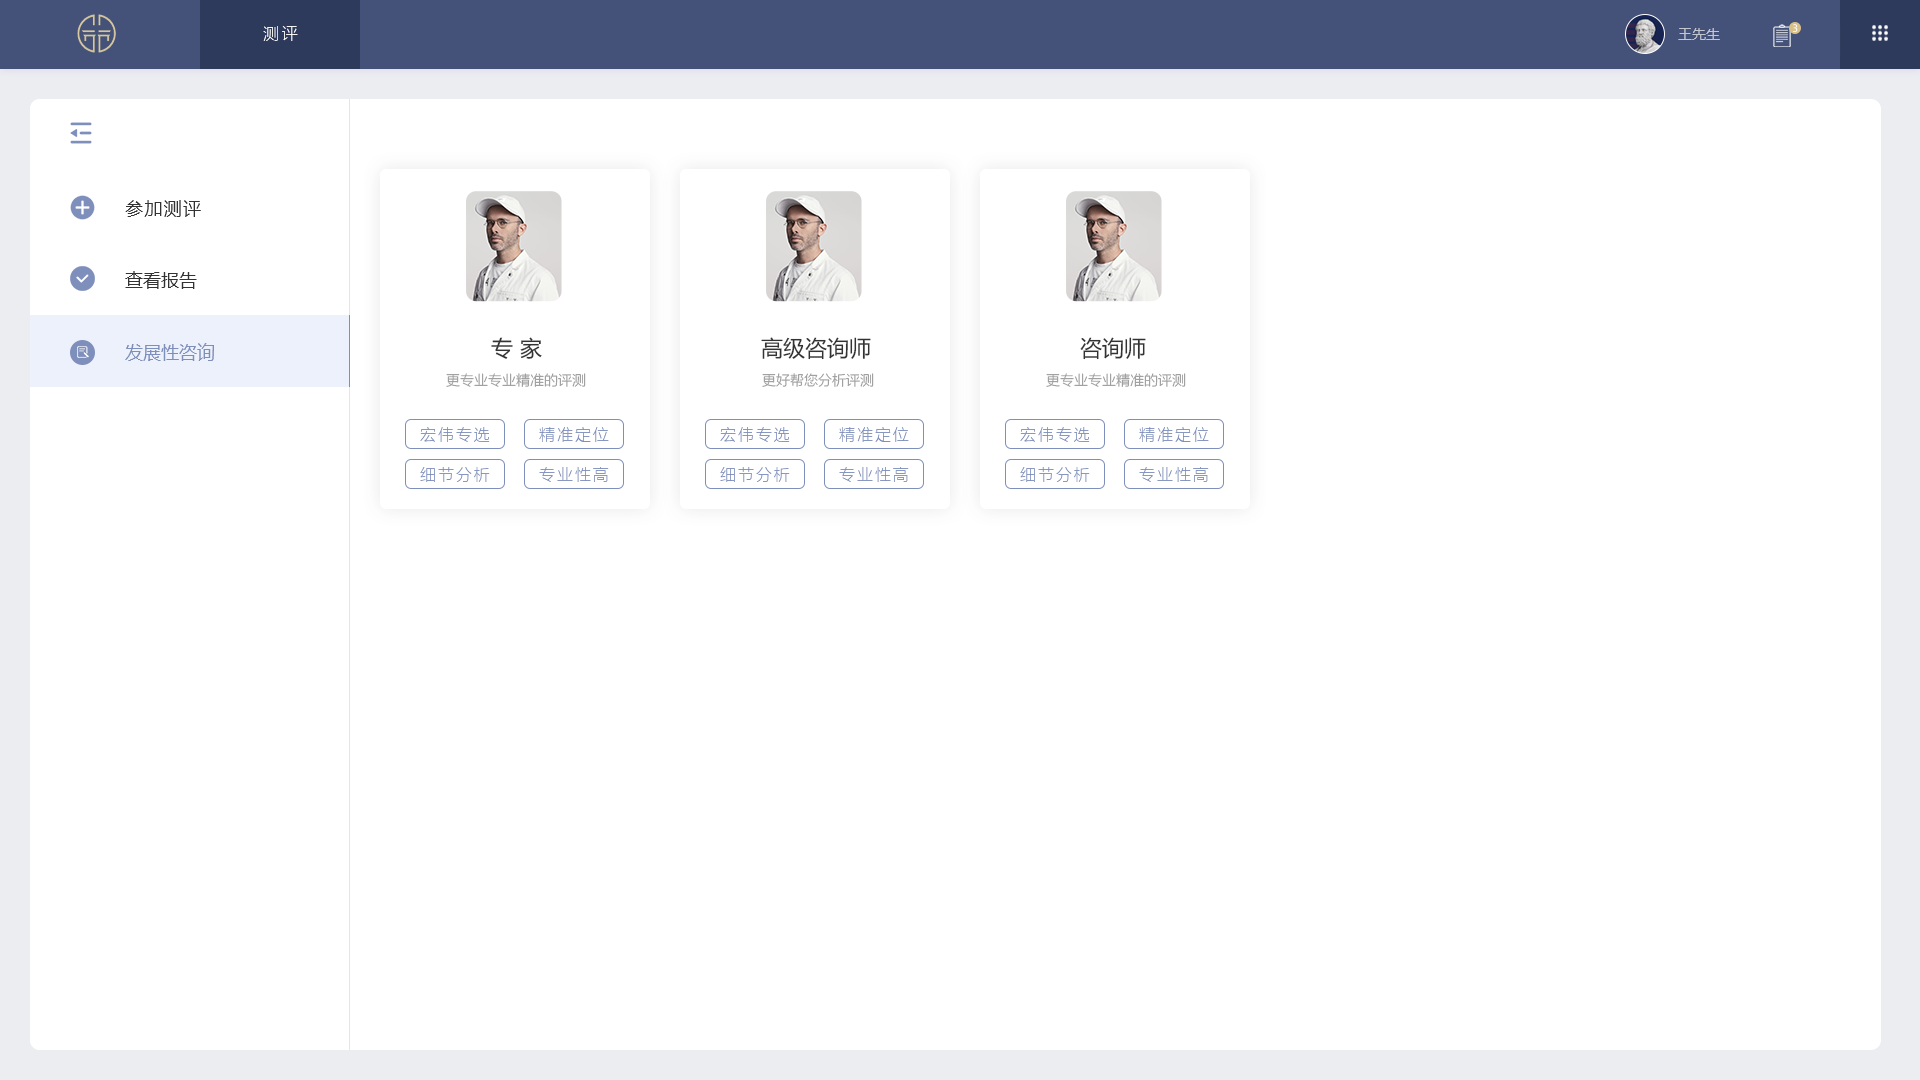 测评
王先生
3
参加测评
查看报告
发展性咨询
专 家
更专业专业精准的评测
宏伟专选 精准定位
细节分析 专业性高
高级咨询师
更好帮您分析评测
宏伟专选 精准定位
细节分析 专业性高
咨询师
更专业专业精准的评测
宏伟专选 精准定位
细节分析 专业性高